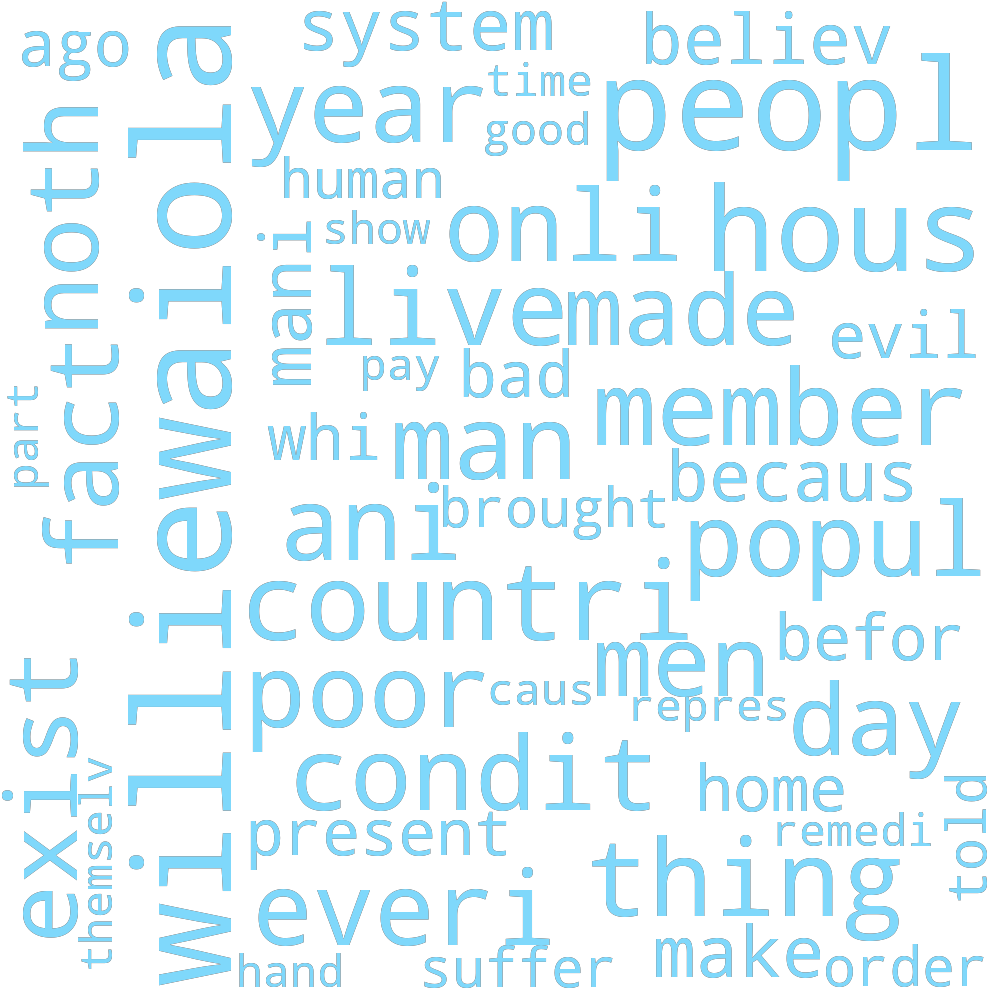 ago
system
believ
year
time
peopl
good
noth
human
show
onli
hous
mani
live
made
evil
fact
pay
bad
member
part
whi
man
becaus
williewaiola
ani
brought
popul
countri
befor
exist
poor
men
caus
repres
day
condit
home
told
themselv
present
remedi
thing
everi
hand
suffer
make
order